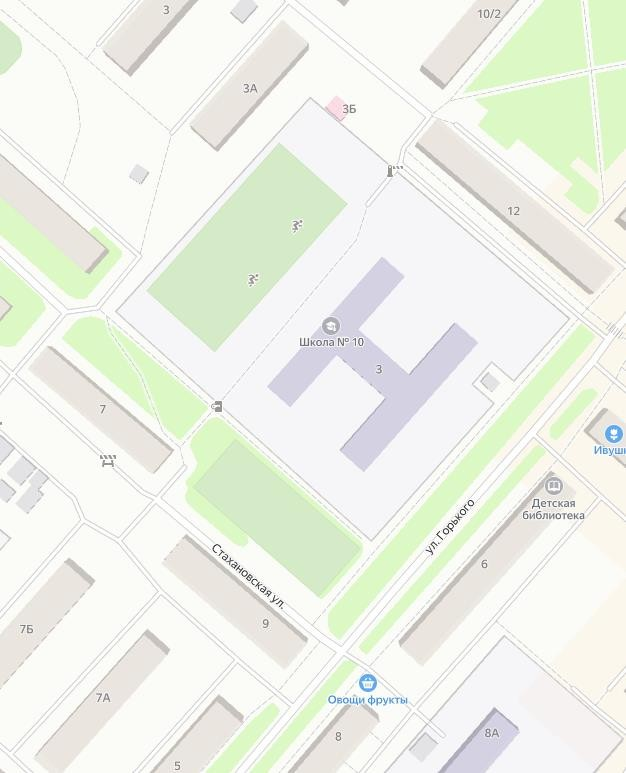 3
10/2
3А
3Б
12
Школа № 10
3
7
Ивушк
Детская
библиотека
ул. Горького
6
Стахановская ул.
9
7Б
7А
Овощи фрукты
8
8А
5